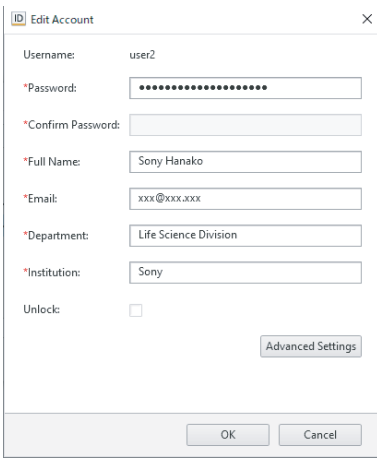 ID Edit Account
Username: user2
*Password: ●●●●●●●●●●●●●●●●●●●●
*Confirm Password:
*Full Name: Sony Hanako
*Email: xxx@xxx.xxx
*Department: Life Science Division
*Institution: Sony
Unlock:
Advanced Settings
OK Cancel